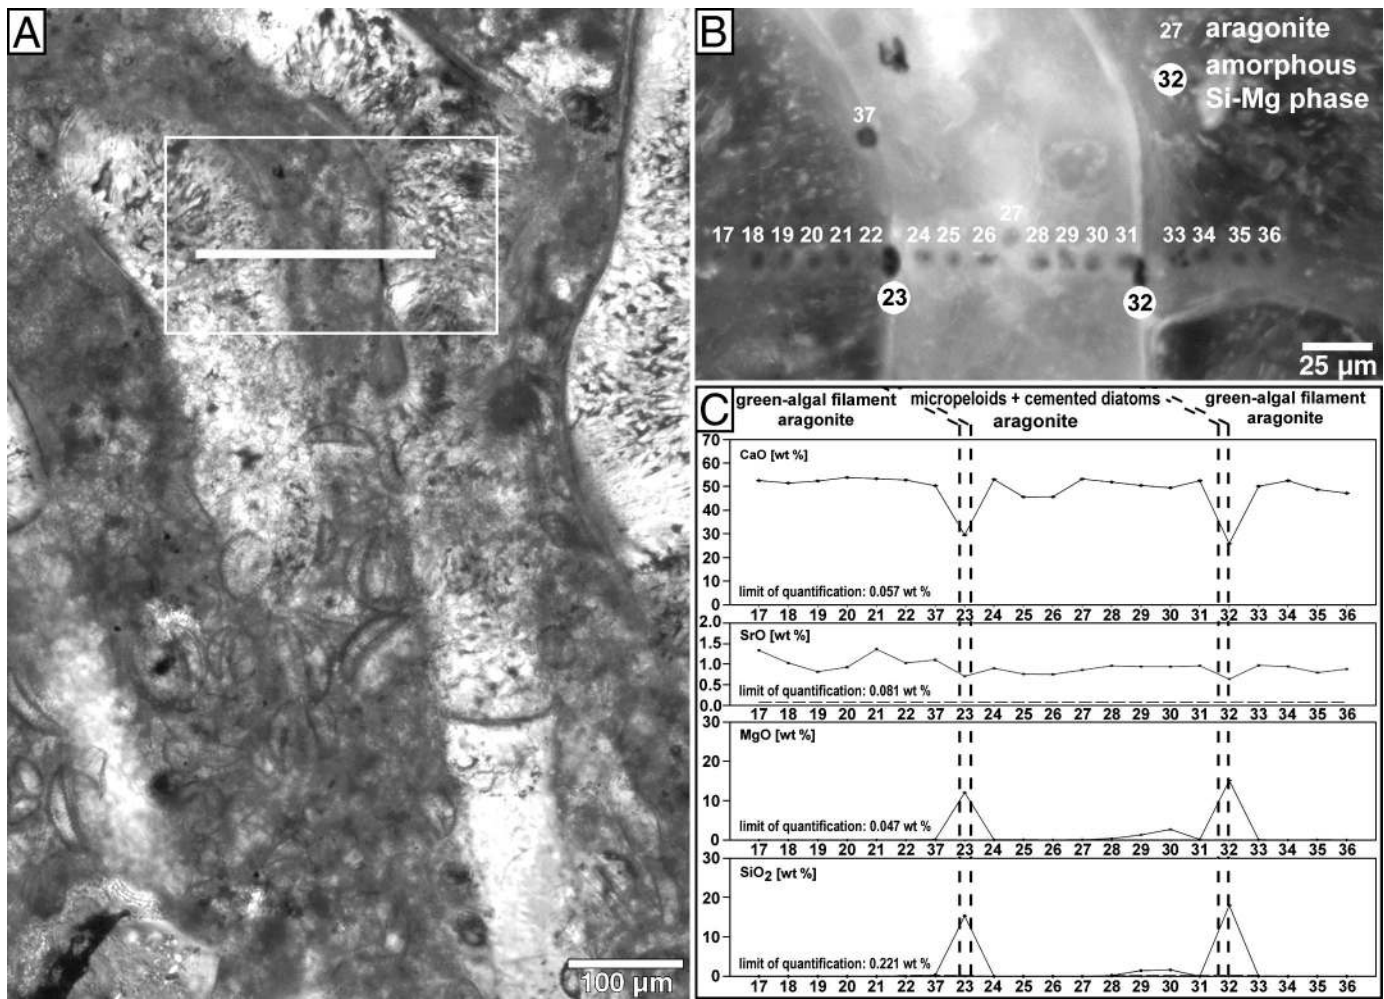 A
100 µm
B
27 aragonite
32 amorphous
Si-Mg phase
37
27
17 18 19 20 21 22 24 25 26 28 29 30 31 33 34 35 36
23
32
25 µm
C
green-algal filament micropeloids + cemented diatoms green-algal filament
aragonite aragonite aragonite
70
CaO [wt %]
60
50
40
30
20
10
limit of quantification: 0.057 wt %
0
17 18 19 20 21 22 37 23 24 25 26 27 28 29 30 31 32 33 34 35 36
2.0
SrO [wt %]
1.5
1.0
0.5
limit of quantification: 0.081 wt %
0.0
17 18 19 20 21 22 37 23 24 25 26 27 28 29 30 31 32 33 34 35 36
30
MgO [wt %]
20
10
limit of quantification: 0.047 wt %
0
17 18 19 20 21 22 37 23 24 25 26 27 28 29 30 31 32 33 34 35 36
30
SiO2 [wt %]
20
10
limit of quantification: 0.221 wt %
0
17 18 19 20 21 22 37 23 24 25 26 27 28 29 30 31 32 33 34 35 36